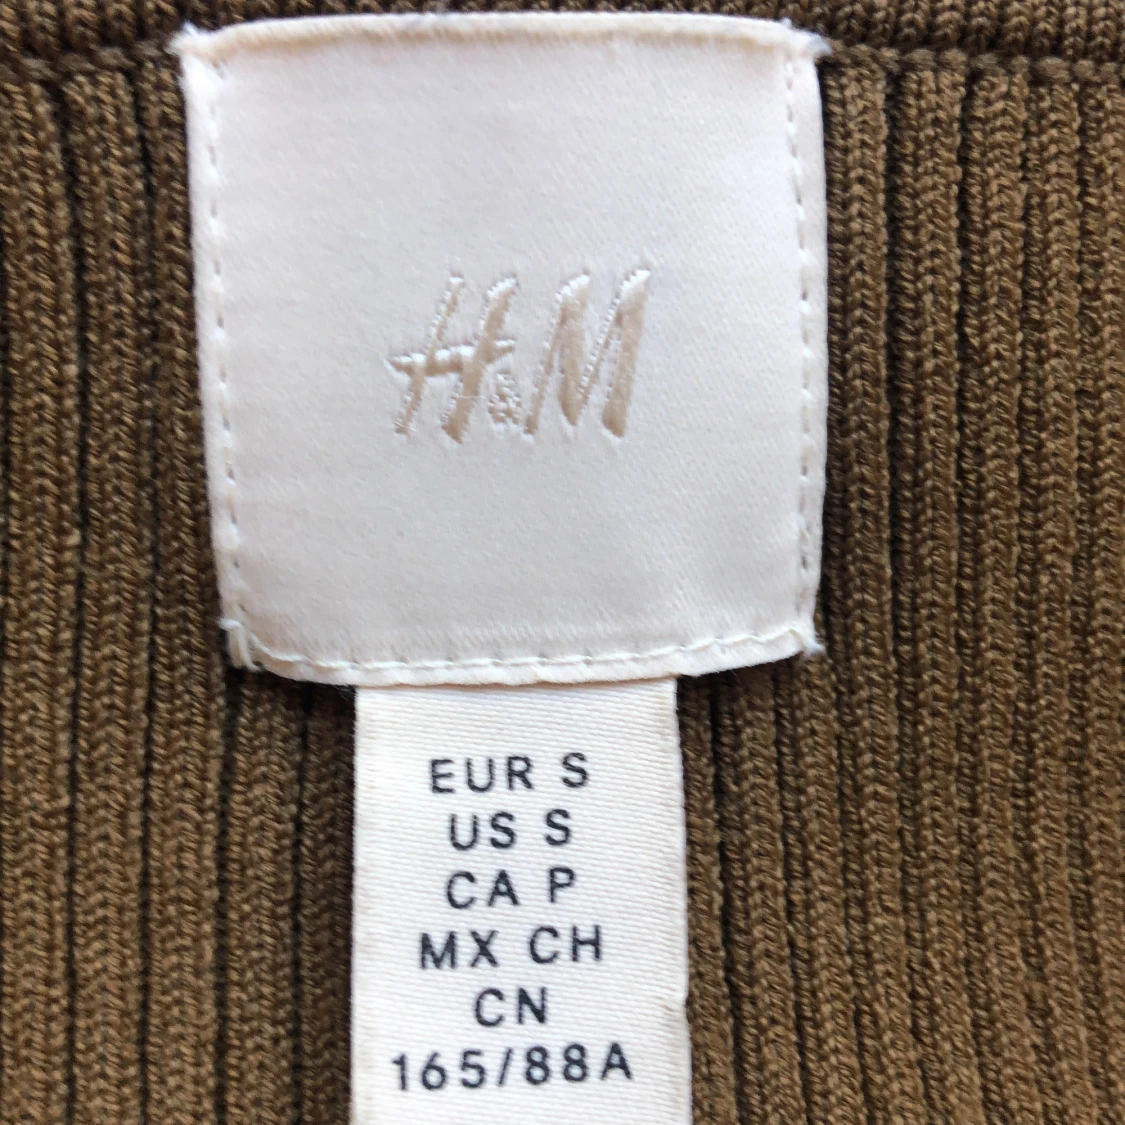 H&M
EUR S
US S
CA P
MX CH
CN
165/88A